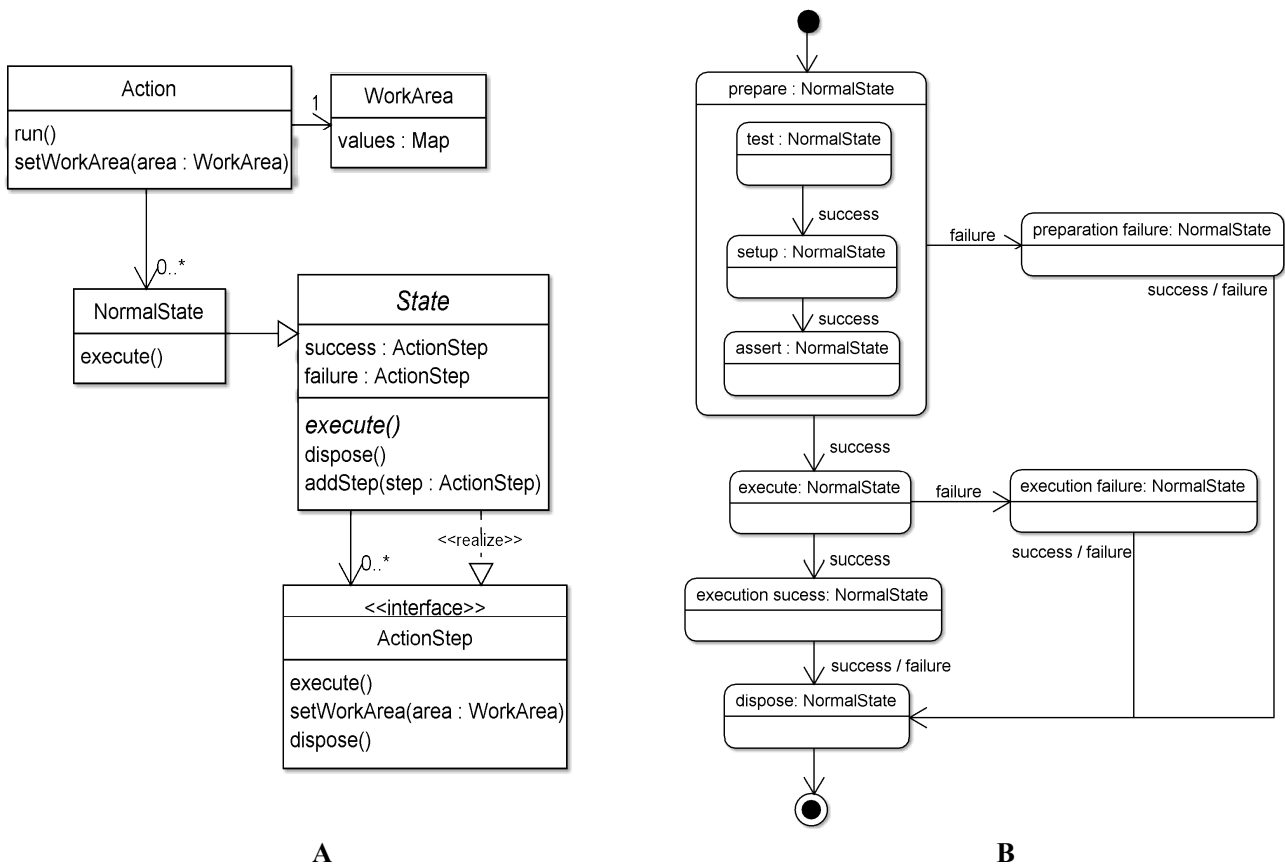 Action
run()
setWorkArea(area : WorkArea)
1
WorkArea
values : Map
0..*
NormalState
execute()
State
success : ActionStep
failure : ActionStep
execute()
dispose()
addStep(step : ActionStep)
0..*
<<realize>>
<<interface>>
ActionStep
execute()
setWorkArea(area : WorkArea)
dispose()
A
prepare : NormalState
test : NormalState
success
setup : NormalState
success
assert : NormalState
failure
preparation failure: NormalState
success / failure
success
execute: NormalState
failure
execution failure: NormalState
success / failure
success
execution sucess: NormalState
success / failure
dispose: NormalState
B